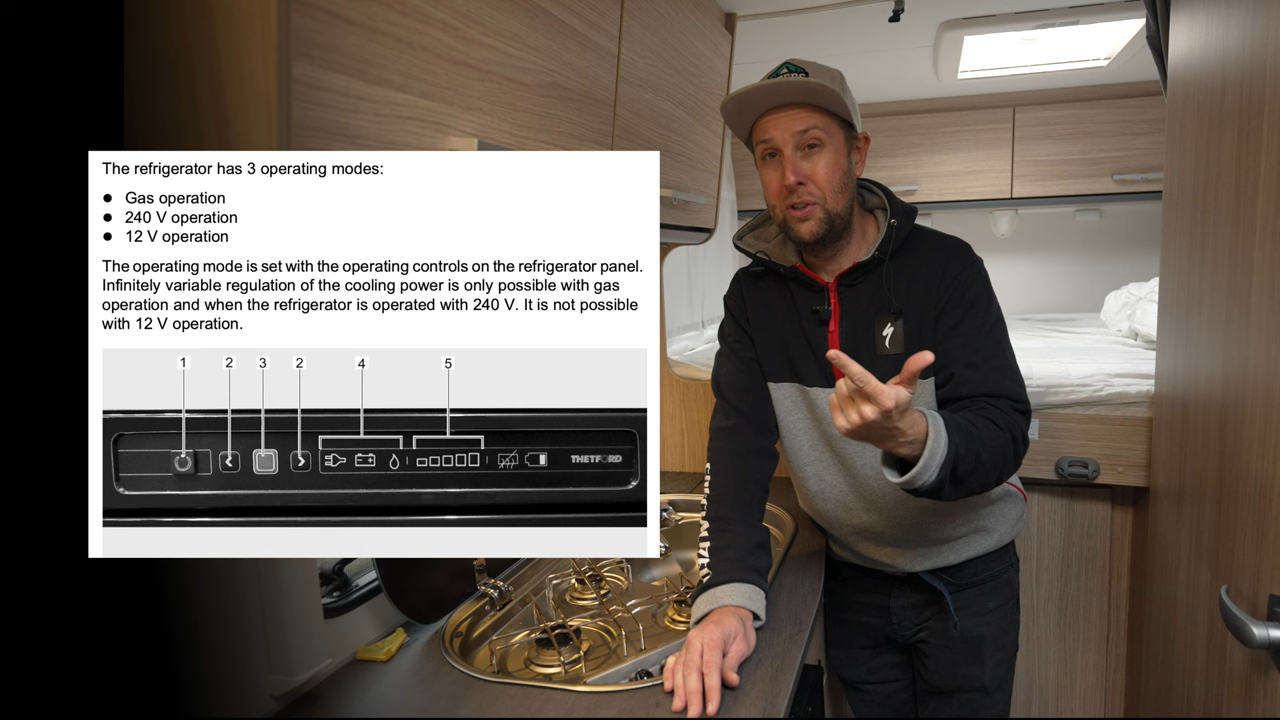 The refrigerator has 3 operating modes:
● Gas operation
● 240 V operation
● 12 V operation
The operating mode is set with the operating controls on the refrigerator panel.
Infinitely variable regulation of the cooling power is only possible with gas
operation and when the refrigerator is operated with 240 V. It is not possible
with 12 V operation.
1 2 3 2 4 5
THETFORD